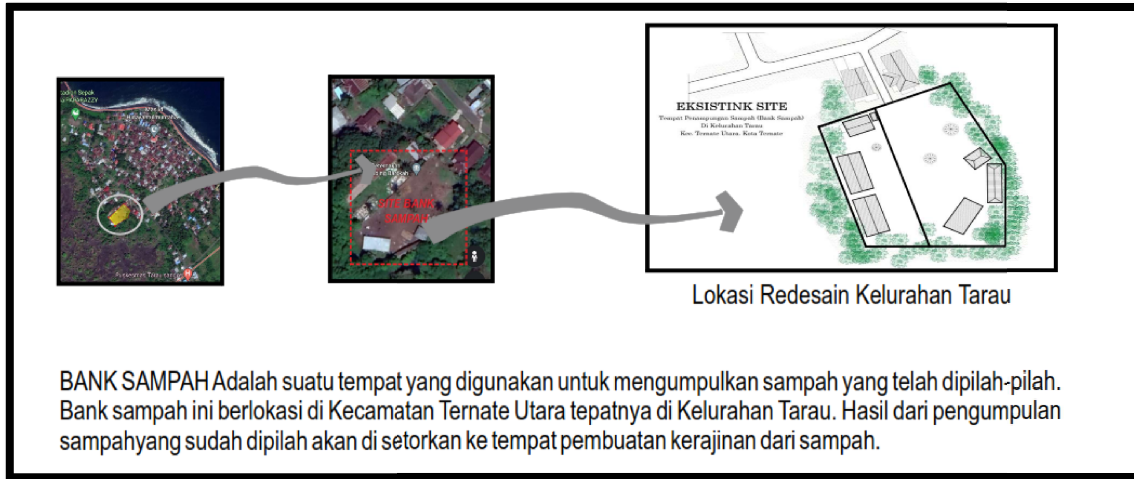 EKSISTINK SITE
Tempat Penampungan Sampah (Bank Sampah)
Di Kelurahan Tarau
Kec. Ternate Utara, Kota Ternate
SITE BANK
SAMPAH
Lokasi Redesain Kelurahan Tarau
BANK SAMPAH Adalah suatu tempat yang digunakan untuk mengumpulkan sampah yang telah dipilah-pilah.
Bank sampah ini berlokasi di Kecamatan Ternate Utara tepatnya di Kelurahan Tarau. Hasil dari pengumpulan
sampahyang sudah dipilah akan di setorkan ke tempat pembuatan kerajinan dari sampah.